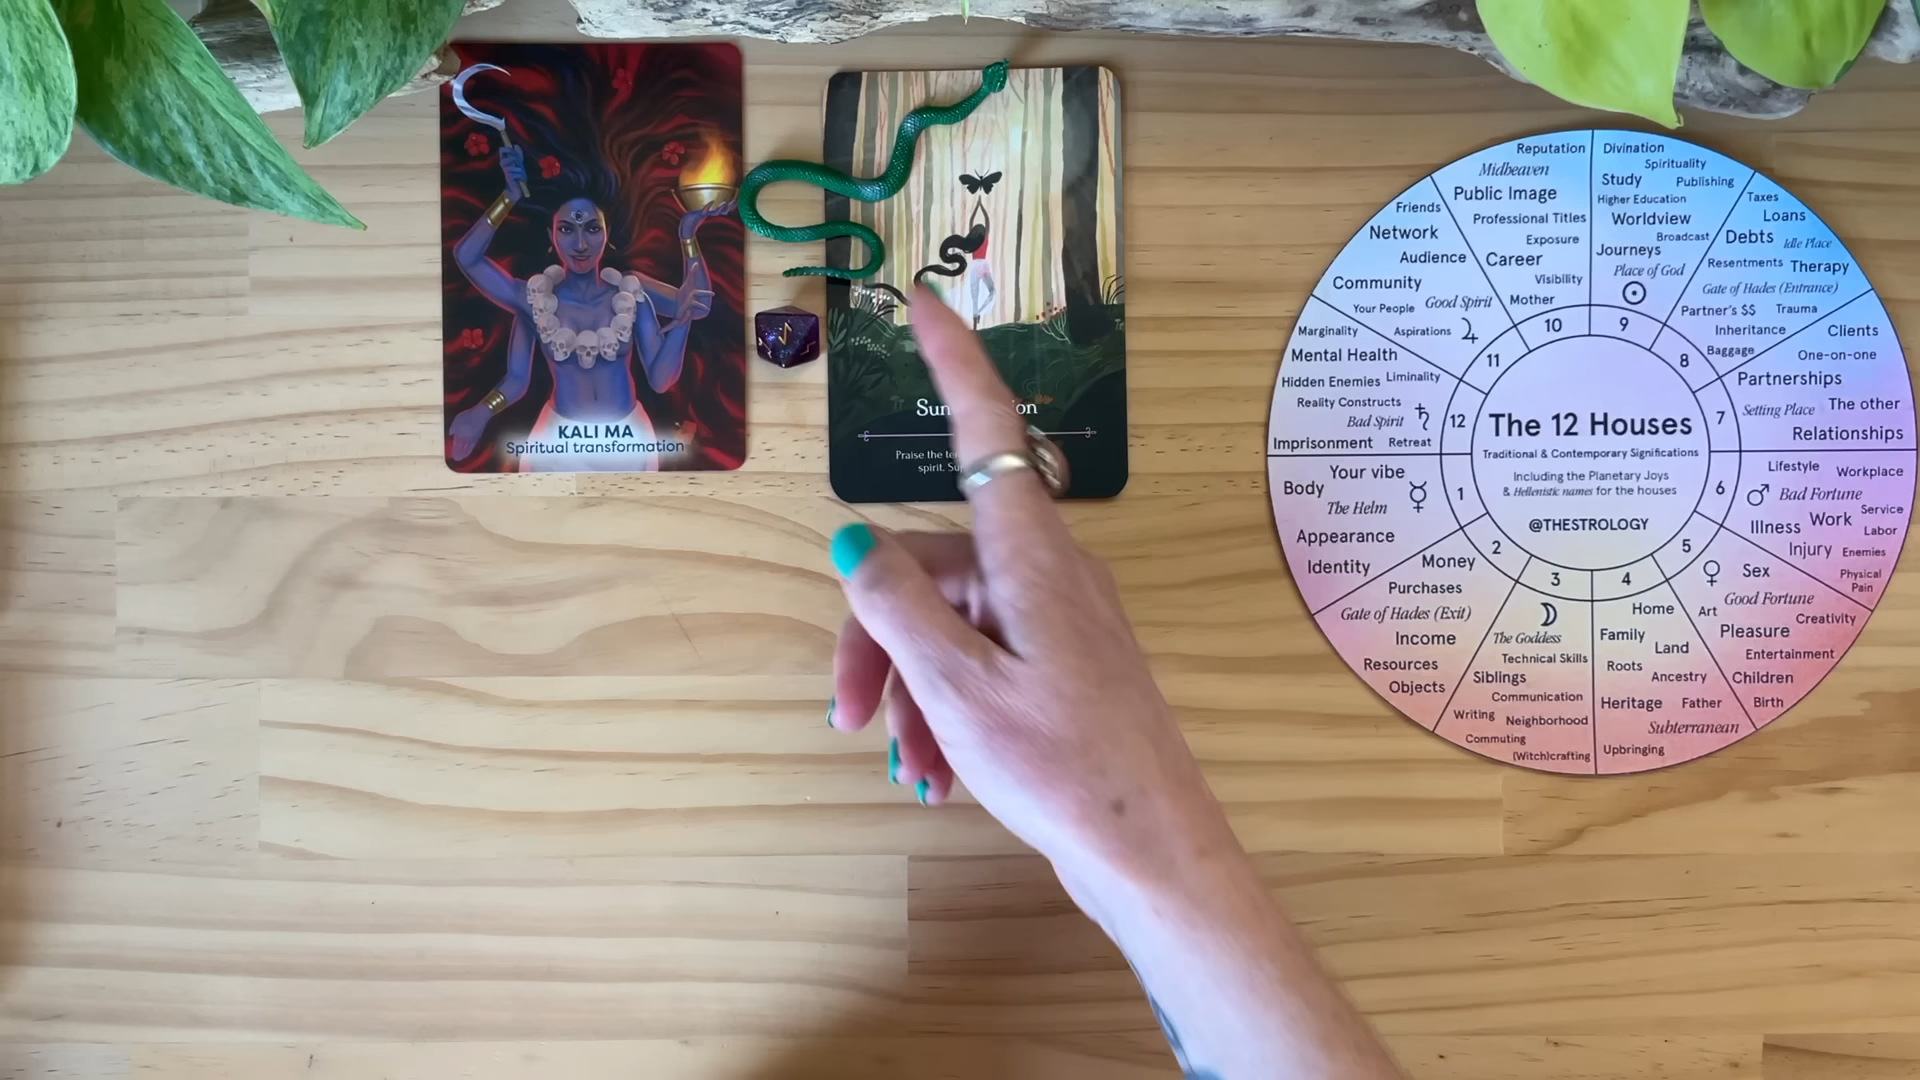 KALI MA
Spiritual transformation
Praise the
spirit.
The 12 Houses
Traditional & Contemporary Significations
Including the Planetary Joys
& Hellenistic names for the houses
@THESTROLOGY
1
Your vibe
Body
☿
The Helm
Appearance
Identity
2
Money
Purchases
Gate of Hades (Exit)
Income
Resources
Objects
3
☽
The Goddess
Technical Skills
Siblings
Communication
Writing
Neighborhood
Commuting
(Witch)crafting
4
Home
Family
Land
Roots
Ancestry
Heritage
Father
Subterranean
Upbringing
5
♀
Sex
Art
Good Fortune
Creativity
Pleasure
Entertainment
Children
Birth
6
Lifestyle
Workplace
♂
Bad Fortune
Service
Illness
Work
Labor
Injury
Enemies
Physical
Pain
7
Clients
One-on-one
Partnerships
Setting Place
The other
Relationships
8
Taxes
Loans
Debts
Idle Place
Resentments
Therapy
Gate of Hades (Entrance)
Partner's $$
Trauma
Inheritance
Baggage
9
Divination
Spirituality
Study
Publishing
Higher Education
Worldview
Broadcast
Journeys
Place of God
☉
10
Reputation
Midheaven
Public Image
Professional Titles
Exposure
Career
Visibility
Mother
11
Friends
Network
Audience
Community
Your People
Good Spirit
Aspirations
♃
12
Marginality
Mental Health
Hidden Enemies
Liminality
Reality Constructs
♄
Bad Spirit
Imprisonment
Retreat